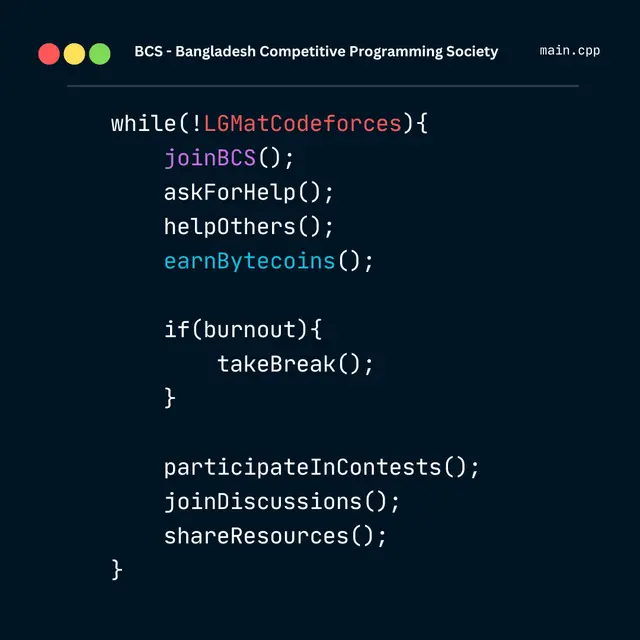 BCS - Bangladesh Competitive Programming Society
main.cpp
while(!LGMatCodeforces){
joinBCS();
askForHelp();
helpOthers();
earnBytecoins();
if(burnout){
takeBreak();
}
participateInContests();
joinDiscussions();
shareResources();
}